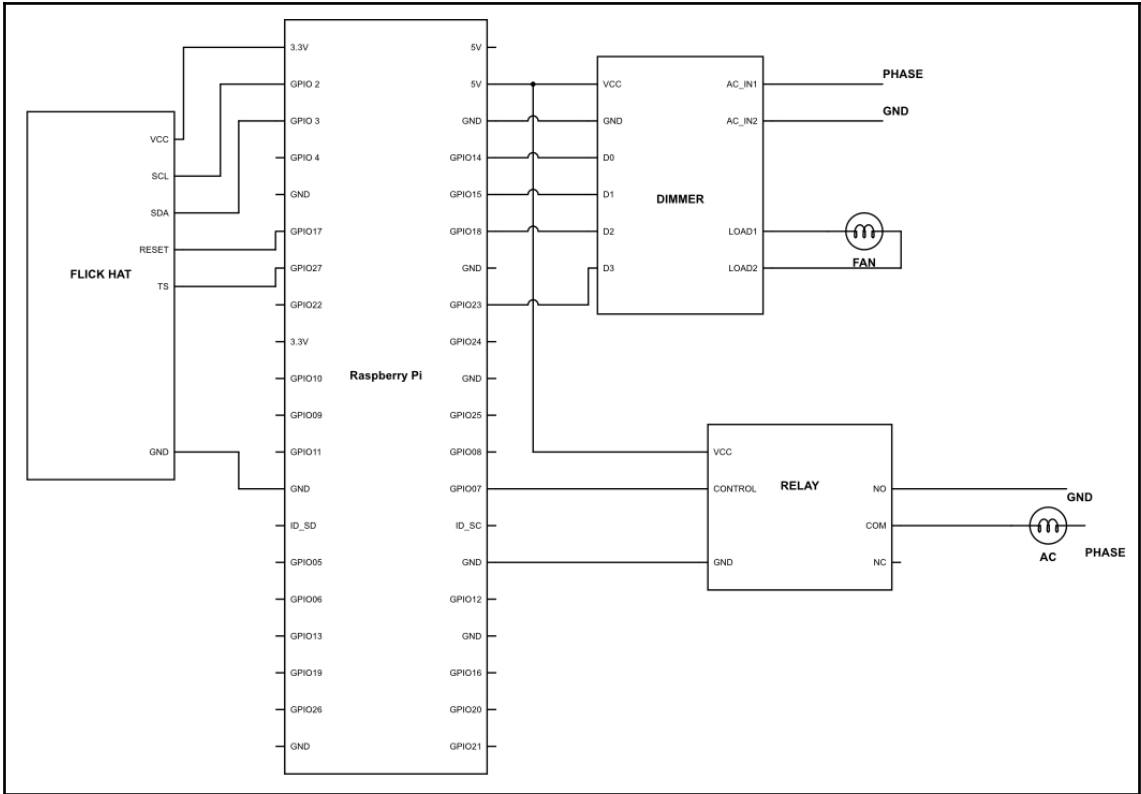 VCC
SCL
SDA
RESET
FLICK HAT
TS
GND
3.3V
GPIO 2
GPIO 3
GPIO 4
GND
GPIO17
GPIO27
GPIO22
3.3V
GPIO10
GPIO09
GPIO11
GND
ID_SD
GPIO05
GPIO06
GPIO13
GPIO19
GPIO26
GND
Raspberry Pi
5V
5V
GND
GPIO14
GPIO15
GPIO18
GND
GPIO23
GPIO24
GND
GPIO25
GPIO08
GPIO07
ID_SC
GND
GPIO12
GND
GPIO16
GPIO20
GPIO21
VCC
GND
D0
D1
D2
D3
DIMMER
AC_IN1
AC_IN2
LOAD1
LOAD2
PHASE
GND
FAN
VCC
CONTROL
GND
RELAY
NO
COM
NC
GND
AC
PHASE